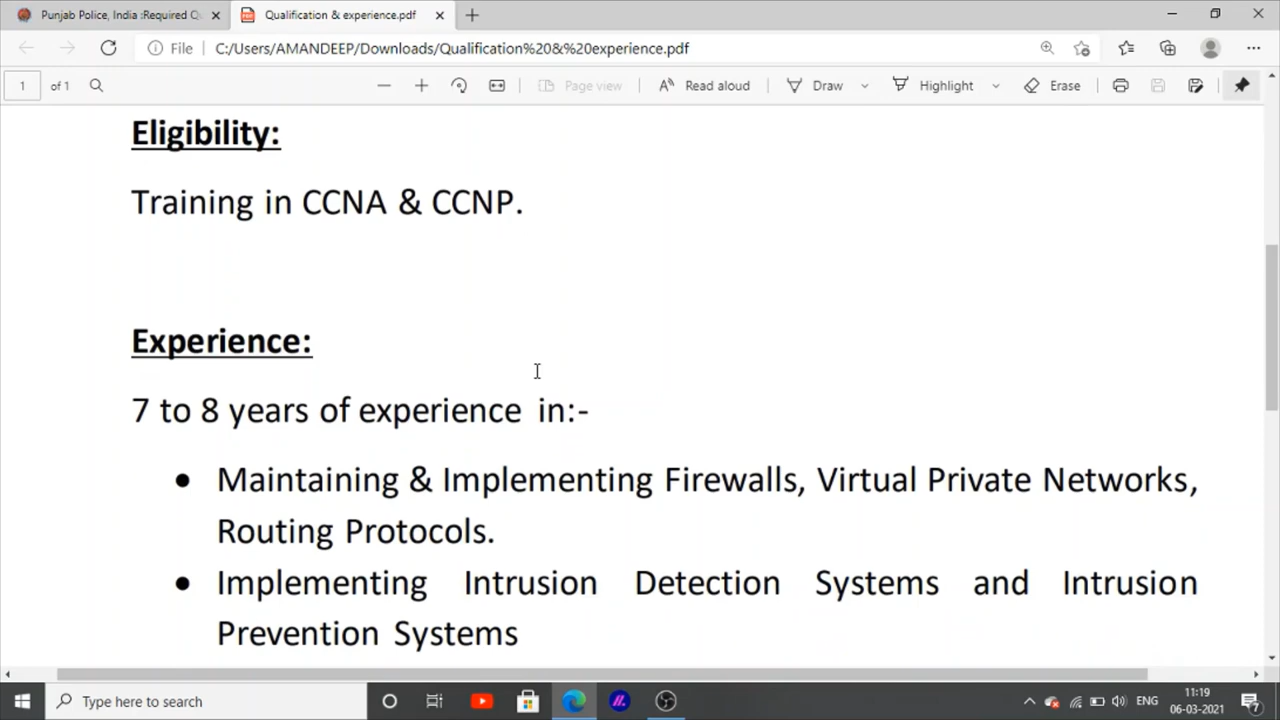 Punjab Police, India :Required Q
Qualification & experience.pdf
File
C:/Users/AMANDEEP/Downloads/Qualification%20&%20experience.pdf
1 of 1
Page view
Read aloud
Draw
Highlight
Erase
Eligibility:
Training in CCNA & CCNP.
Experience:
7 to 8 years of experience in:-
• Maintaining & Implementing Firewalls, Virtual Private Networks,
Routing Protocols.
• Implementing Intrusion Detection Systems and Intrusion
Prevention Systems
Type here to search
ENG
11:19
06-03-2021
7